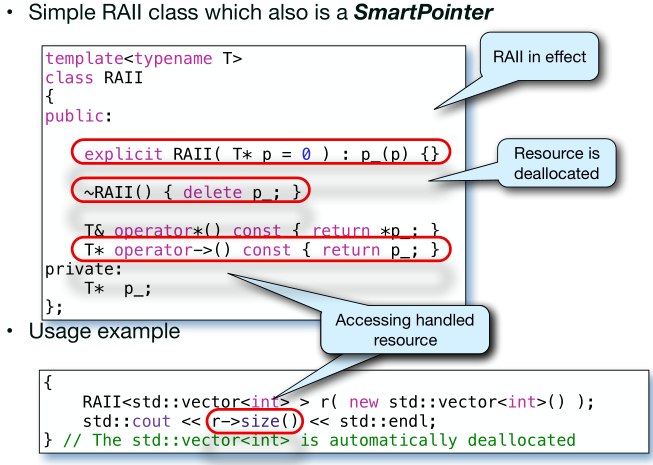 • Simple RAII class which also is a SmartPointer
template<typename T>
class RAII
{
public:
explicit RAII( T* p = 0 ) : p_(p) {}
~RAII() { delete p_; }
T& operator*() const { return *p_; }
T* operator->() const { return p_; }
private:
T*  p_;
};
RAII in effect
Resource is
deallocated
Accessing handled
resource
• Usage example
{
RAII<std::vector<int> > r( new std::vector<int>() );
std::cout << r->size() << std::endl;
} // The std::vector<int> is automatically deallocated